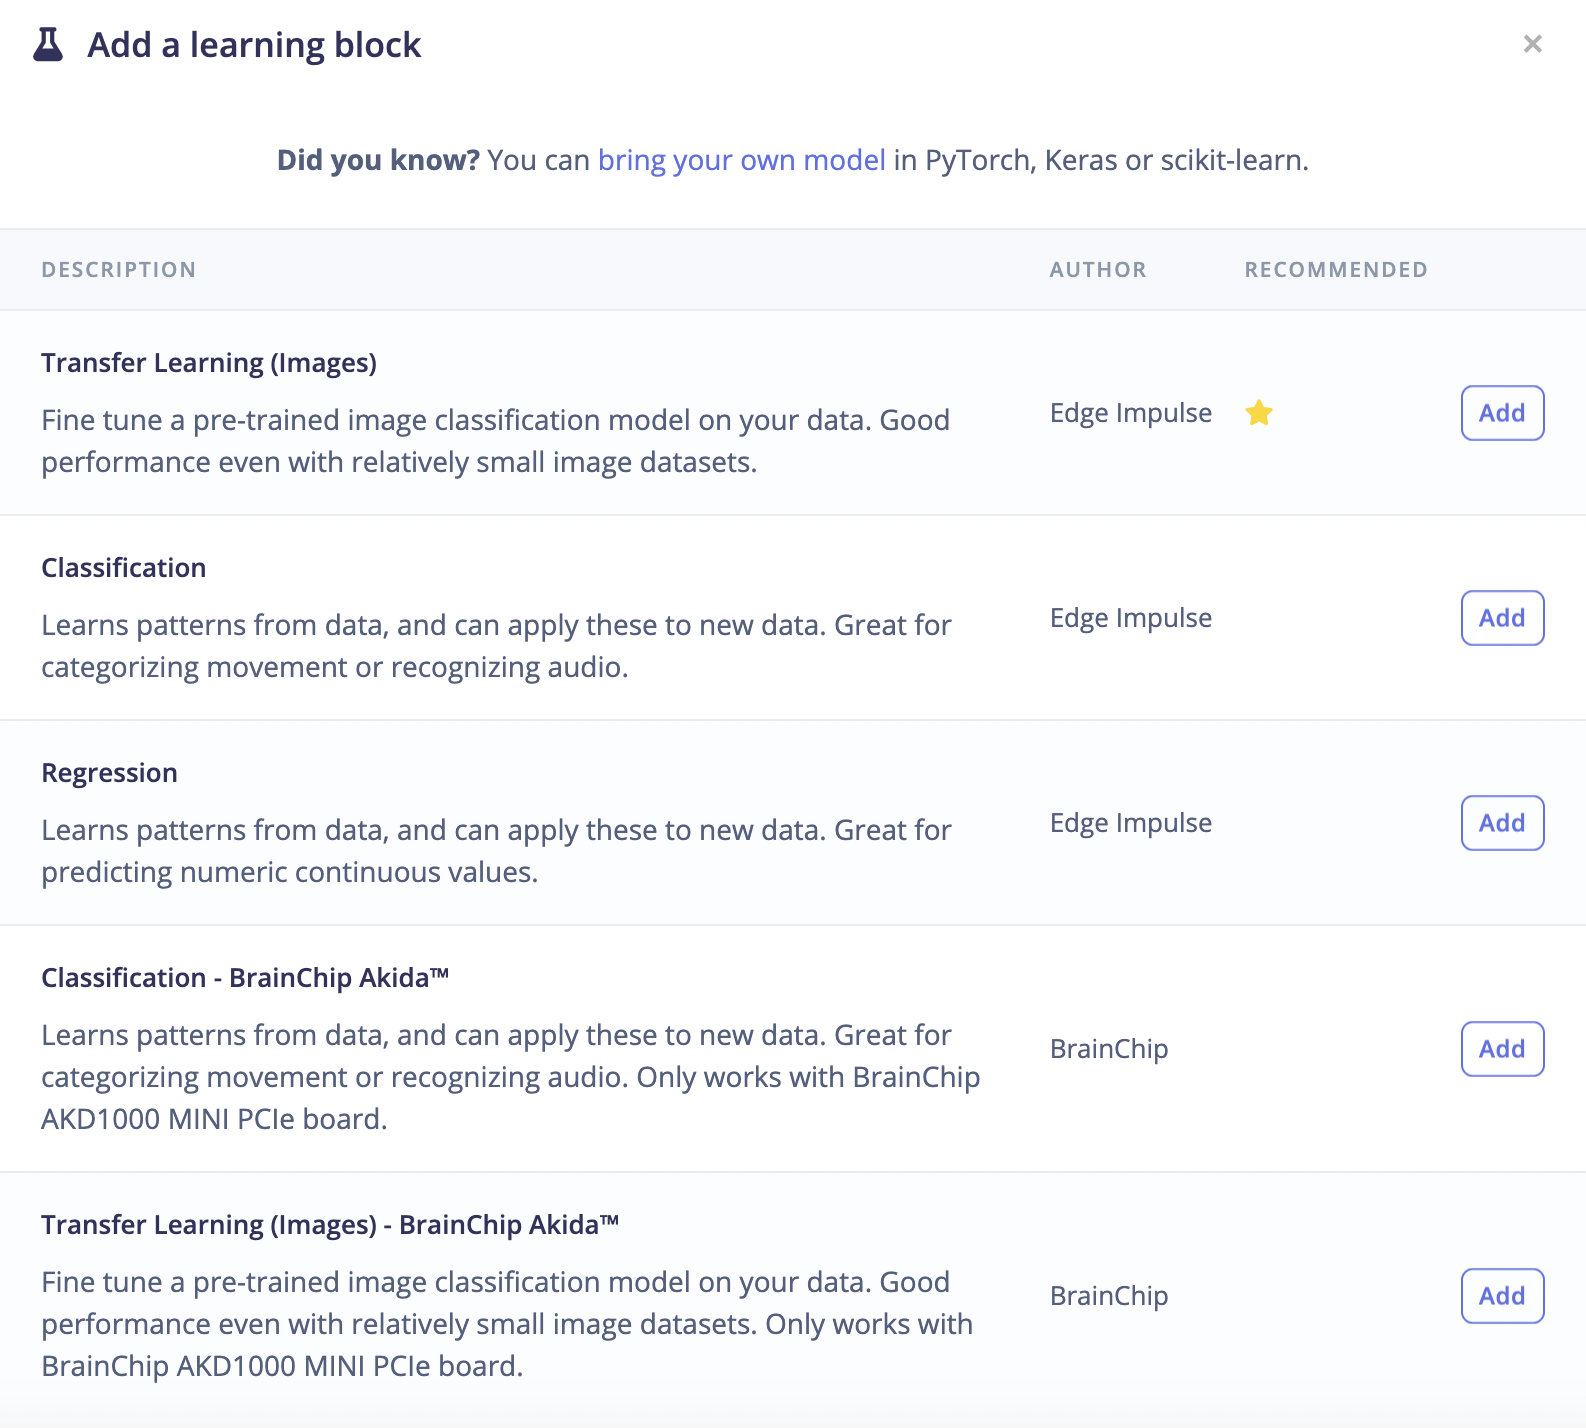 Add a learning block
Did you know? You can bring your own model in PyTorch, Keras or scikit-learn.
DESCRIPTION AUTHOR RECOMMENDED
Transfer Learning (Images)
Fine tune a pre-trained image classification model on your data. Good
performance even with relatively small image datasets.
Edge Impulse
Add
Classification
Learns patterns from data, and can apply these to new data. Great for
categorizing movement or recognizing audio.
Edge Impulse
Add
Regression
Learns patterns from data, and can apply these to new data. Great for
predicting numeric continuous values.
Edge Impulse
Add
Classification - BrainChip Akida™
Learns patterns from data, and can apply these to new data. Great for
categorizing movement or recognizing audio. Only works with BrainChip
AKD1000 MINI PCIe board.
BrainChip
Add
Transfer Learning (Images) - BrainChip Akida™
Fine tune a pre-trained image classification model on your data. Good
performance even with relatively small image datasets. Only works with
BrainChip AKD1000 MINI PCIe board.
BrainChip
Add